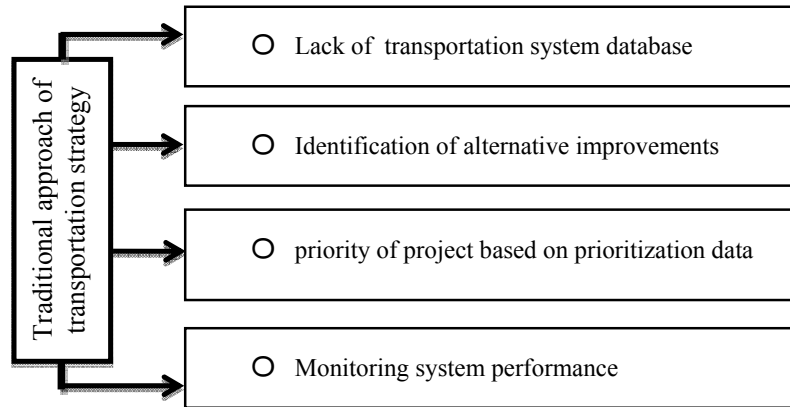 Traditional approach of
transportation strategy
O Lack of transportation system database
O Identification of alternative improvements
O priority of project based on prioritization data
O Monitoring system performance